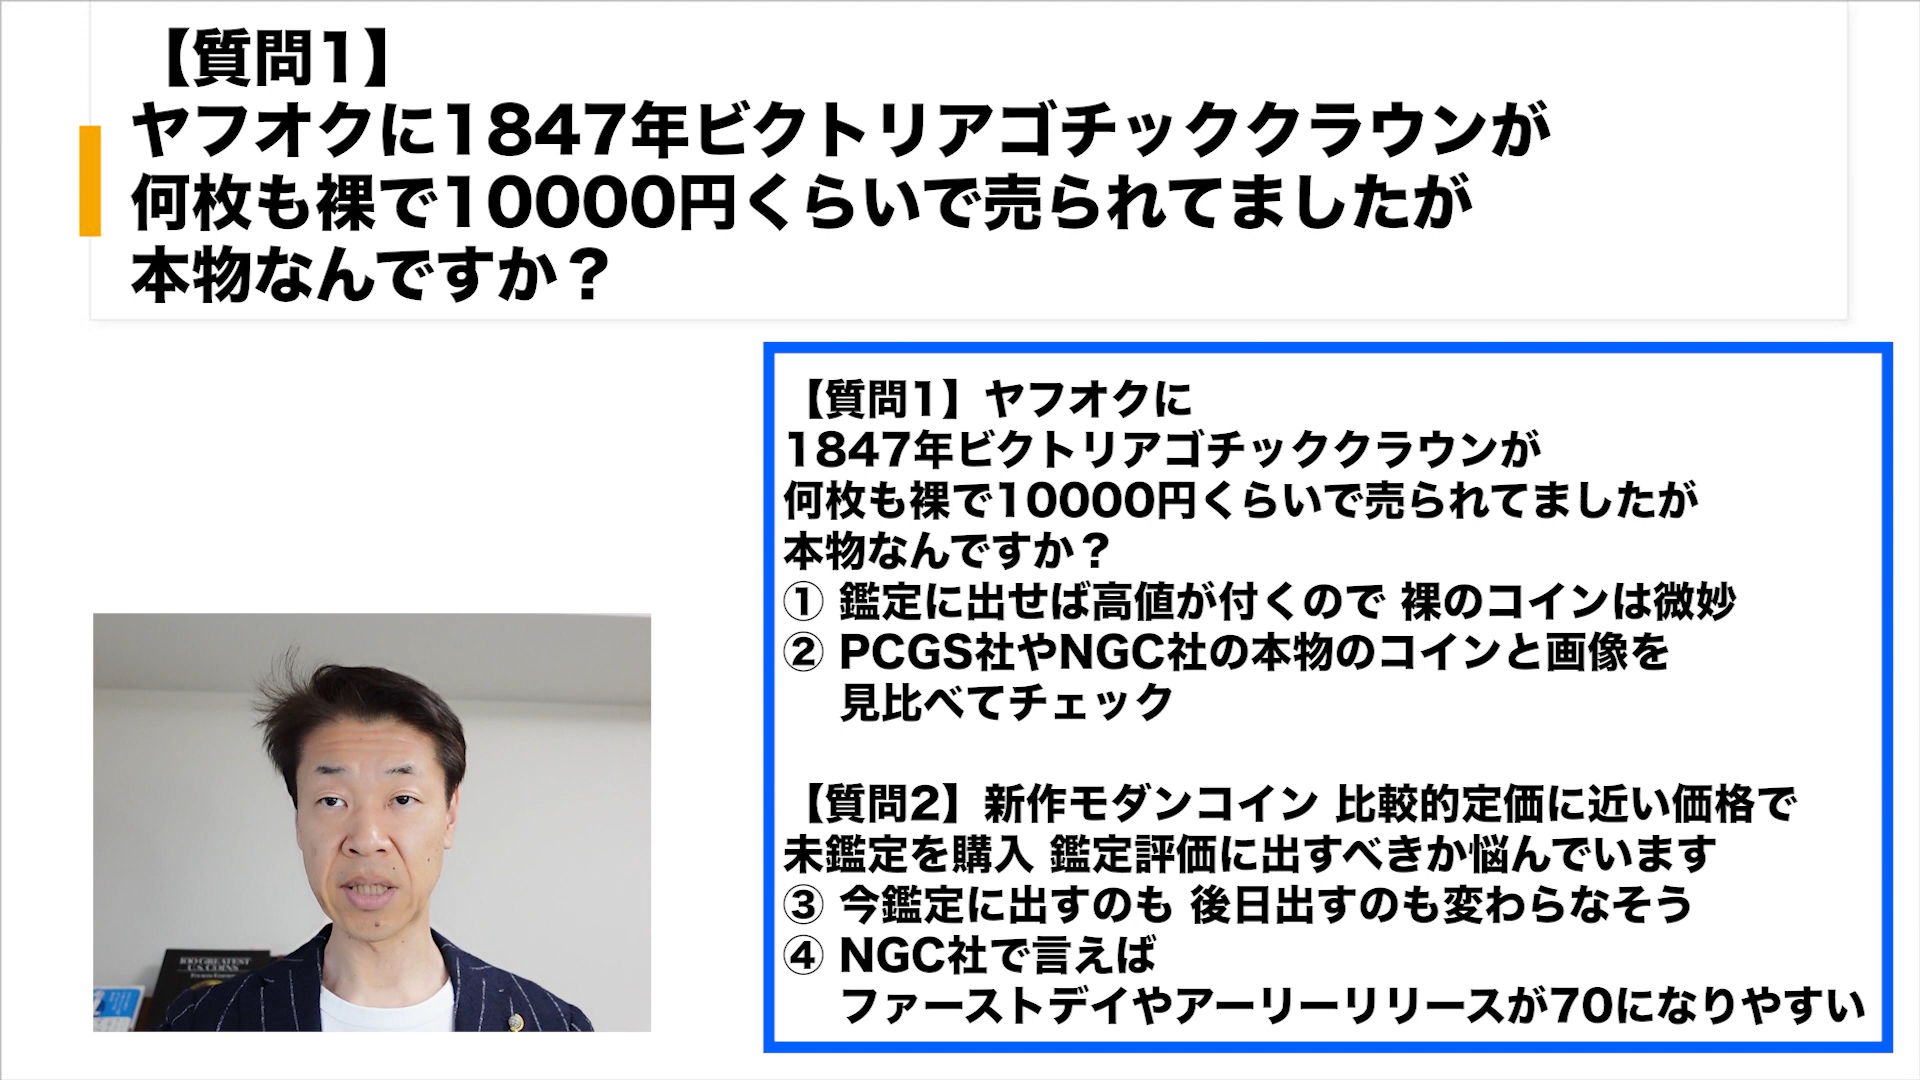 【質問1】
ヤフオクに1847年ビクトリアゴチッククラウンが
何枚も裸で10000円くらいで売られてましたが
本物なんですか？
【質問1】ヤフオクに
1847年ビクトリアゴチッククラウンが
何枚も裸で10000円くらいで売られてましたが
本物なんですか？
① 鑑定に出せば高値が付くので 裸のコインは微妙
② PCGS社やNGC社の本物のコインと画像を
見比べてチェック
【質問2】新作モダンコイン 比較的定価に近い価格で
未鑑定を購入 鑑定評価に出すべきか悩んでいます
③ 今鑑定に出すのも 後日出すのも変わらなそう
④ NGC社で言えば
ファーストデイやアーリーリリースが70になりやすい
100 GREATEST
U.S. COINS